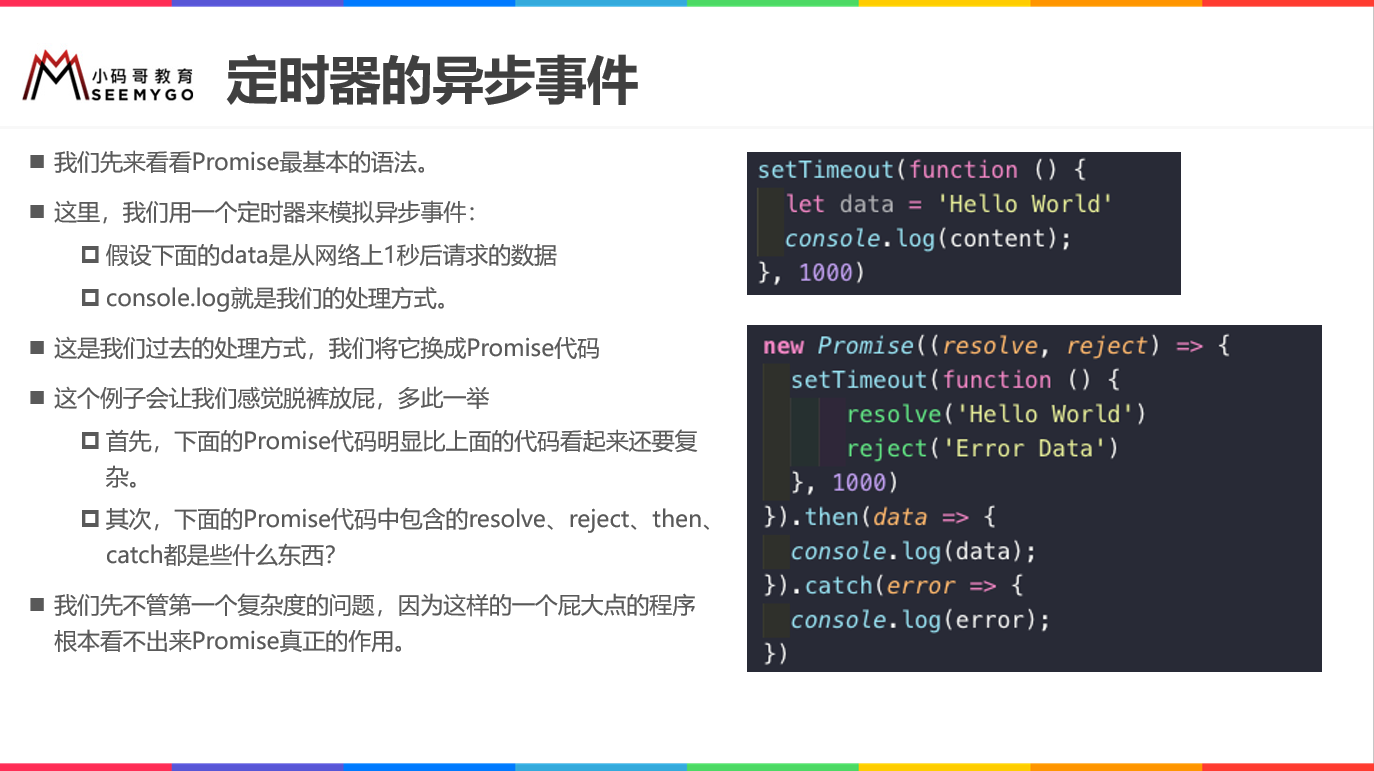 小码哥教育
SEEMYGO
定时器的异步事件
我们先来看看Promise最基本的语法。
这里，我们用一个定时器来模拟异步事件：
假设下面的data是从网络上1秒后请求的数据
console.log就是我们的处理方式。
这是我们过去的处理方式，我们将它换成Promise代码
这个例子会让我们感觉脱裤放屁，多此一举
首先，下面的Promise代码明显比上面的代码看起来还要复
杂。
其次，下面的Promise代码中包含的resolve、reject、then、
catch都是些什么东西？
我们先不管第一个复杂度的问题，因为这样的一个屁大点的程序
根本看不出来Promise真正的作用。
setTimeout(function () {
  let data = 'Hello World'
  console.log(content);
}, 1000)
new Promise((resolve, reject) => {
  setTimeout(function () {
      resolve('Hello World')
      reject('Error Data')
  }, 1000)
}).then(data => {
  console.log(data);
}).catch(error => {
  console.log(error);
})